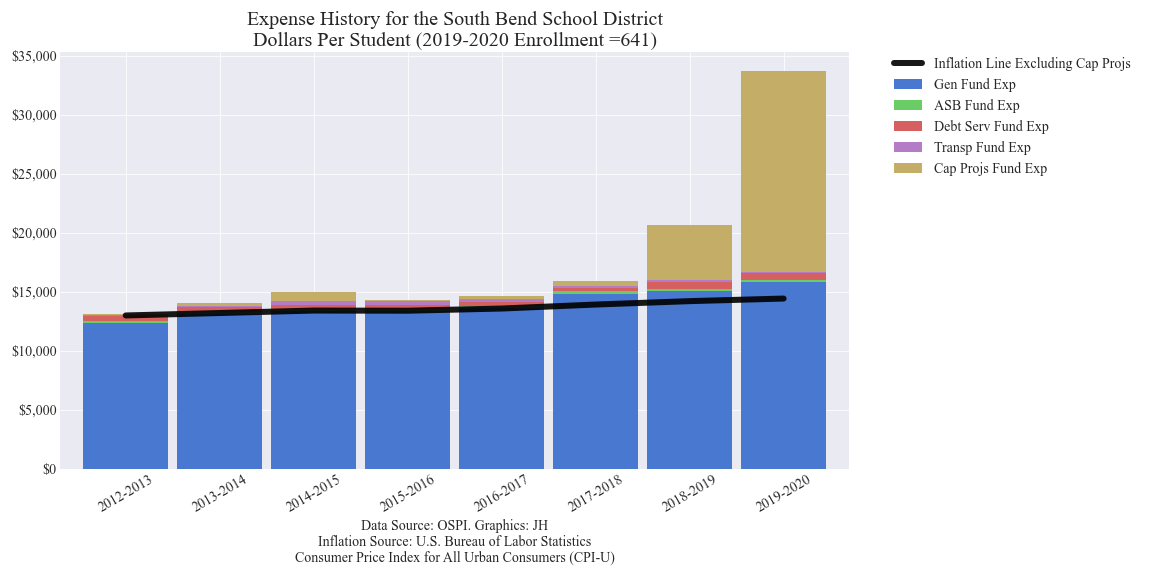 Expense History for the South Bend School District
Dollars Per Student (2019-2020 Enrollment =641)
$35,000
$30,000
$25,000
$20,000
$15,000
$10,000
$5,000
$0
2012-2013
2013-2014
2014-2015
2015-2016
2016-2017
2017-2018
2018-2019
2019-2020
Inflation Line Excluding Cap Projs
Gen Fund Exp
ASB Fund Exp
Debt Serv Fund Exp
Transp Fund Exp
Cap Projs Fund Exp
Data Source: OSPI. Graphics: JH
Inflation Source: U.S. Bureau of Labor Statistics
Consumer Price Index for All Urban Consumers (CPI-U)